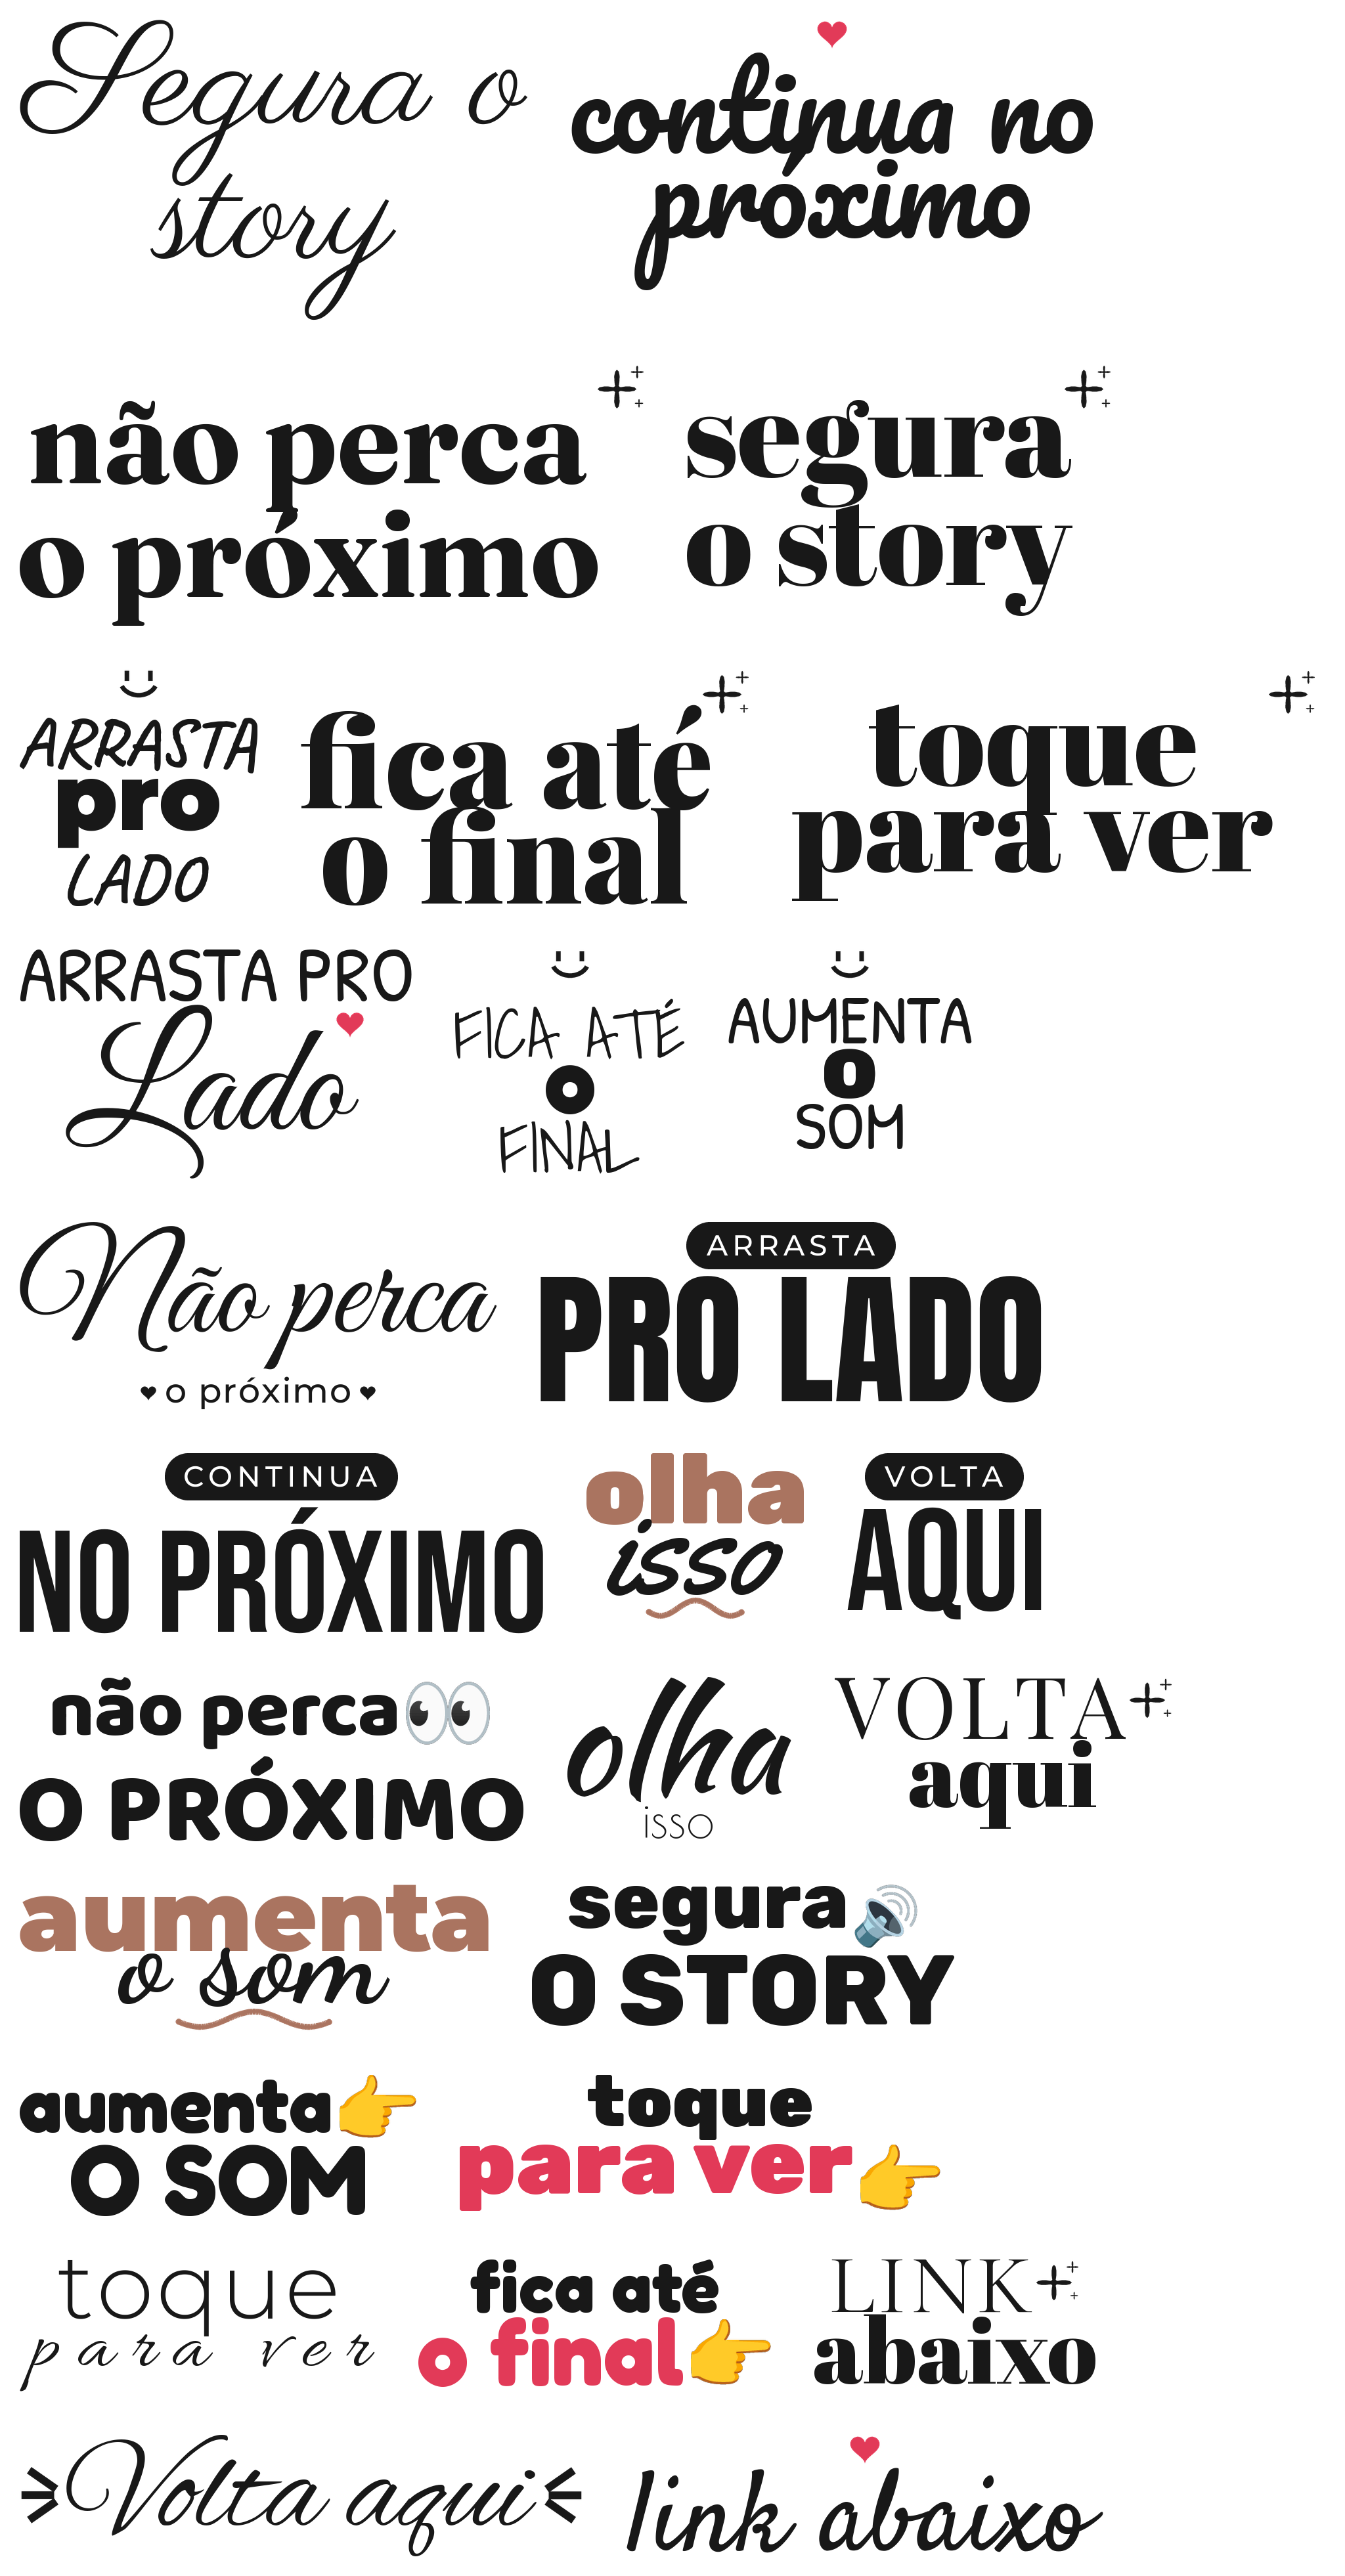 Segura o
story
continua no
próximo
não perca
o próximo
segura
o story
ARRASTA
pro
LADO
fica até
o final
toque
para ver
ARRASTA PRO
Lado
FICA ATÉ
O
FINAL
AUMENTA
O
SOM
Não perca
o próximo
ARRASTA
PRO LADO
CONTINUA
NO PRÓXIMO
olha
isso
VOLTA
AQUI
não perca
O PRÓXIMO
olha
isso
VOLTA
aqui
aumenta
o som
segura
O STORY
aumenta
O SOM
toque
para ver
toque
para ver
fica até
o final
LINK
abaixo
Volta aqui
link abaixo